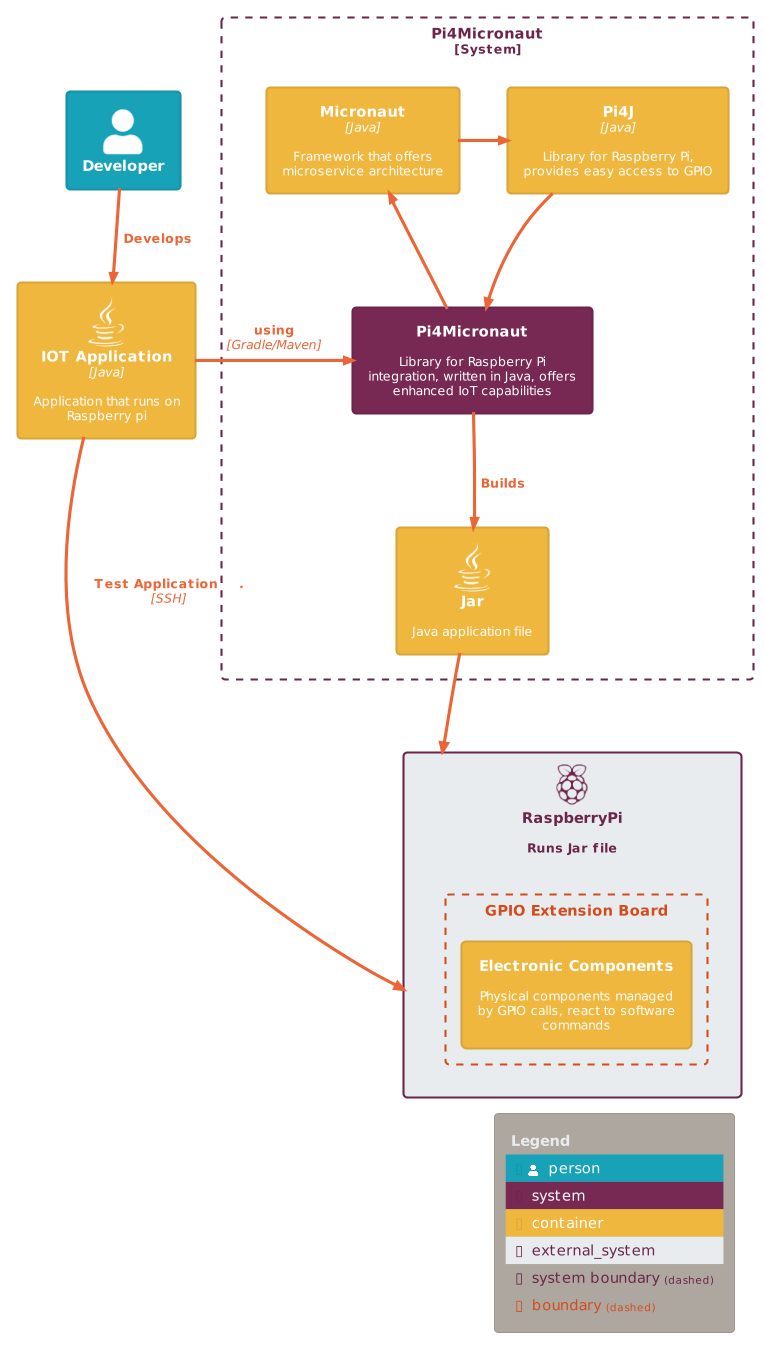 Pi4Micronaut
[System]
Micronaut
[Java]
Framework that offers
microservice architecture
Pi4J
[Java]
Library for Raspberry Pi,
provides easy access to GPIO
Developer
Develops
IOT Application
[Java]
Application that runs on
Raspberry pi
using
[Gradle/Maven]
Pi4Micronaut
Library for Raspberry Pi
integration, written in Java, offers
enhanced IoT capabilities
Builds
Jar
Java application file
Test Application .
[SSH]
RaspberryPi
Runs Jar file
GPIO Extension Board
Electronic Components
Physical components managed
by GPIO calls, react to software
commands
Legend
person
system
container
external_system
system boundary (dashed)
boundary (dashed)